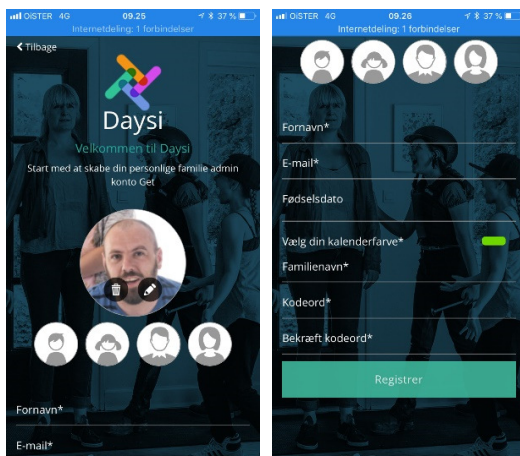 OiSTER 4G 09.25 37 %
Internetdeling: 1 forbindelser
Tilbage
Daysi
Velkommen til Daysi
Start med at skabe din personlige familie admin
konto Get
Fornavn*
E-mail*
OiSTER 4G 09.26 37 %
Internetdeling: 1 forbindelser
Fornavn*
E-mail*
Fødselsdato
Vælg din kalenderfarve*
Familienavn*
Kodeord*
Bekræft kodeord*
Registrer